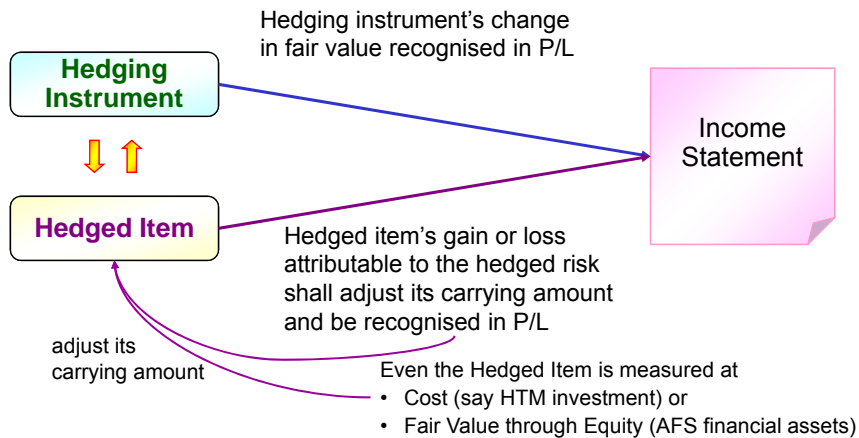 Hedging instrument's change
in fair value recognised in P/L
Hedging
Instrument
Income
Statement
Hedged Item
Hedged item's gain or loss
attributable to the hedged risk
shall adjust its carrying amount
and be recognised in P/L
adjust its
carrying amount
Even the Hedged Item is measured at
• Cost (say HTM investment) or
• Fair Value through Equity (AFS financial assets)